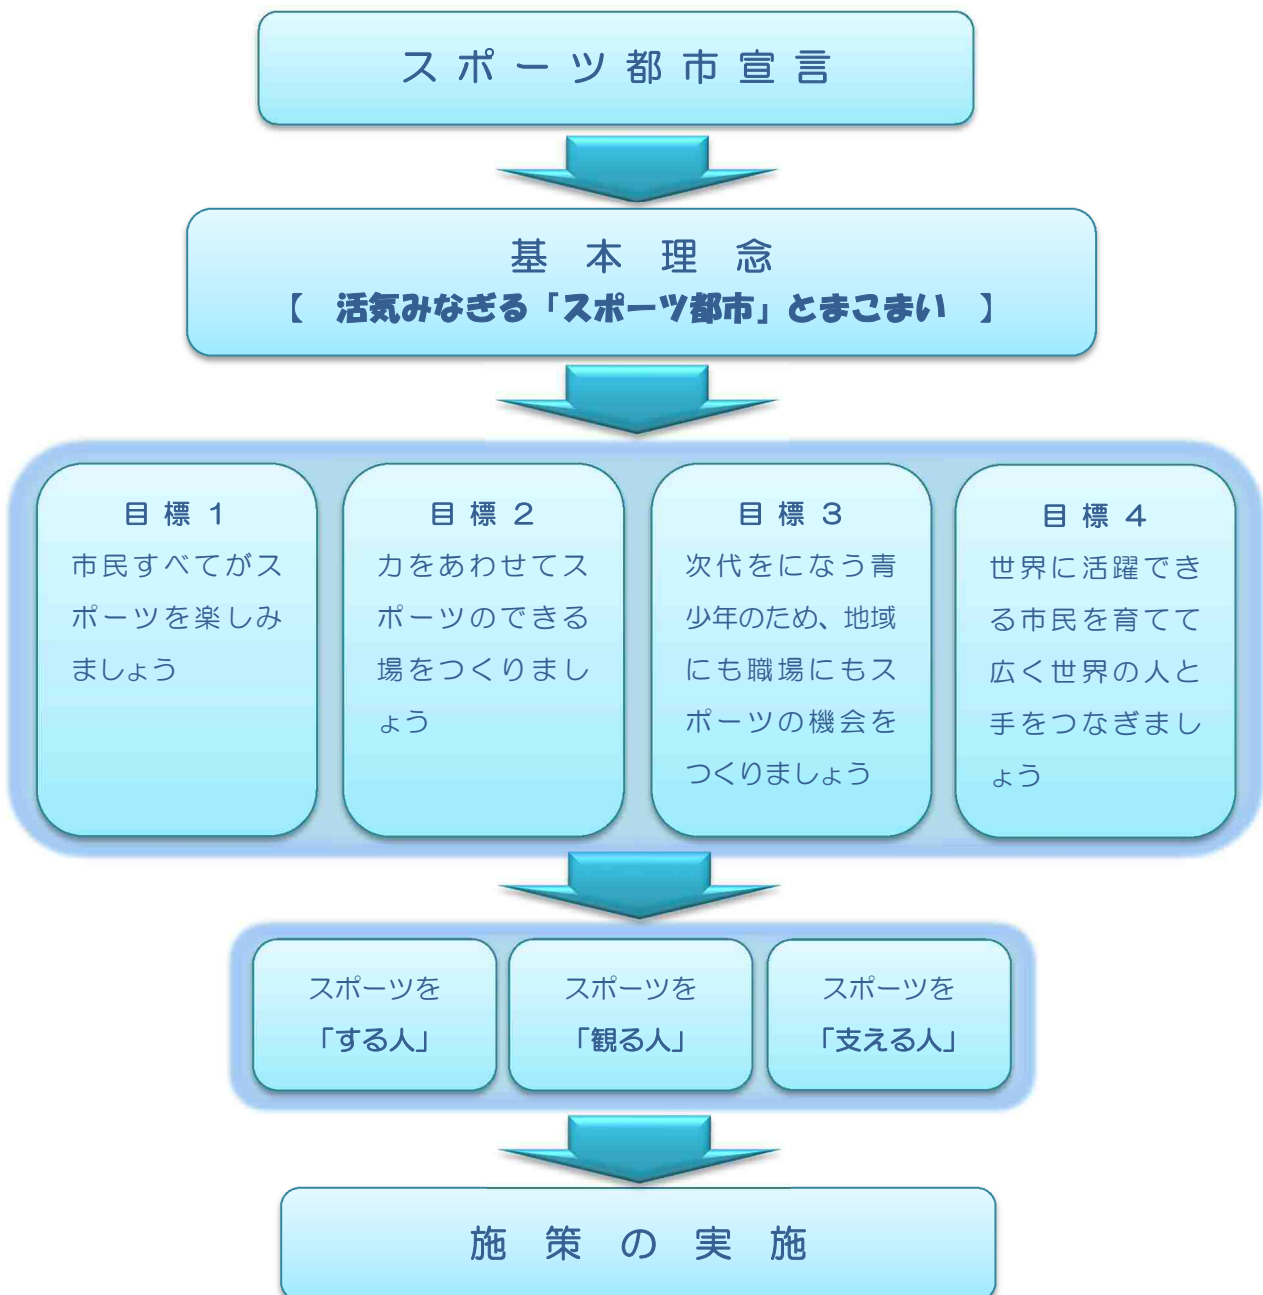 スポーツ都市宣言
基本理念
【 活気みなぎる「スポーツ都市」とまこまい 】
目標1
市民すべてがス
ポーツを楽しみ
ましょう
目標2
力をあわせてス
ポーツのできる
場をつくりまし
ょう
目標3
次代をになう青
少年のため、地域
にも職場にもス
ポーツの機会を
つくりましょう
目標4
世界に活躍でき
る市民を育てて
広く世界の人と
手をつなぎまし
ょう
スポーツを
「する人」
スポーツを
「観る人」
スポーツを
「支える人」
施策の実施